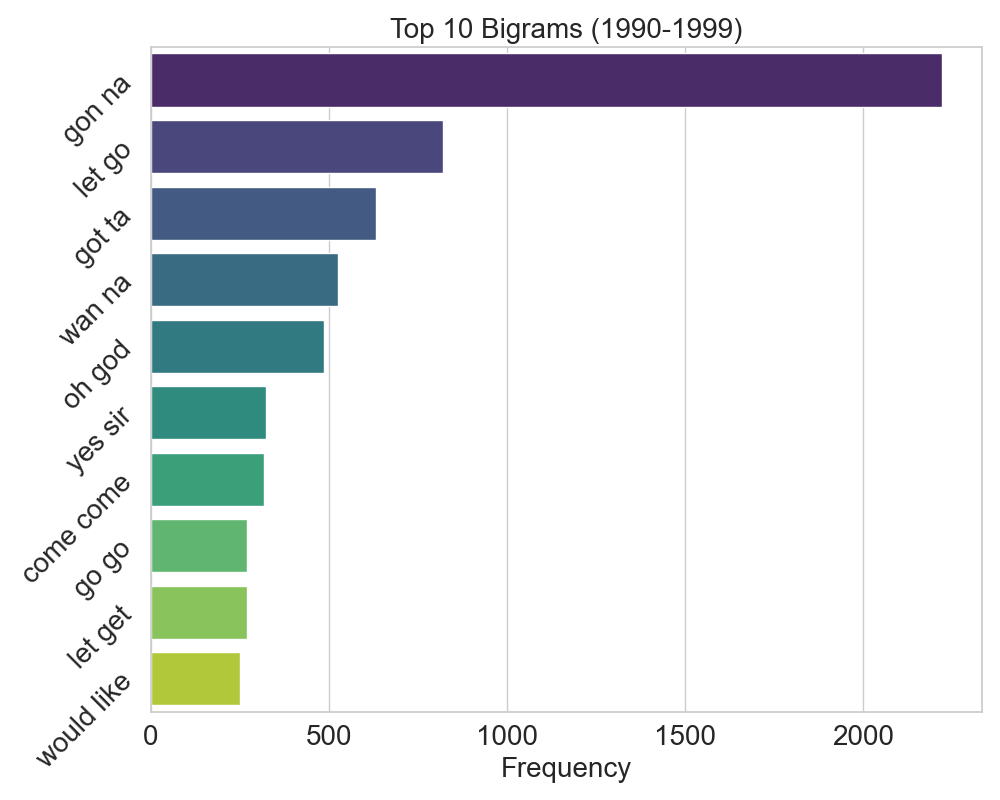 Top 10 Bigrams (1990-1999)
gon na
let go
got ta
wan na
oh god
yes sir
come come
go go
let get
would like
0 500 1000 1500 2000
Frequency